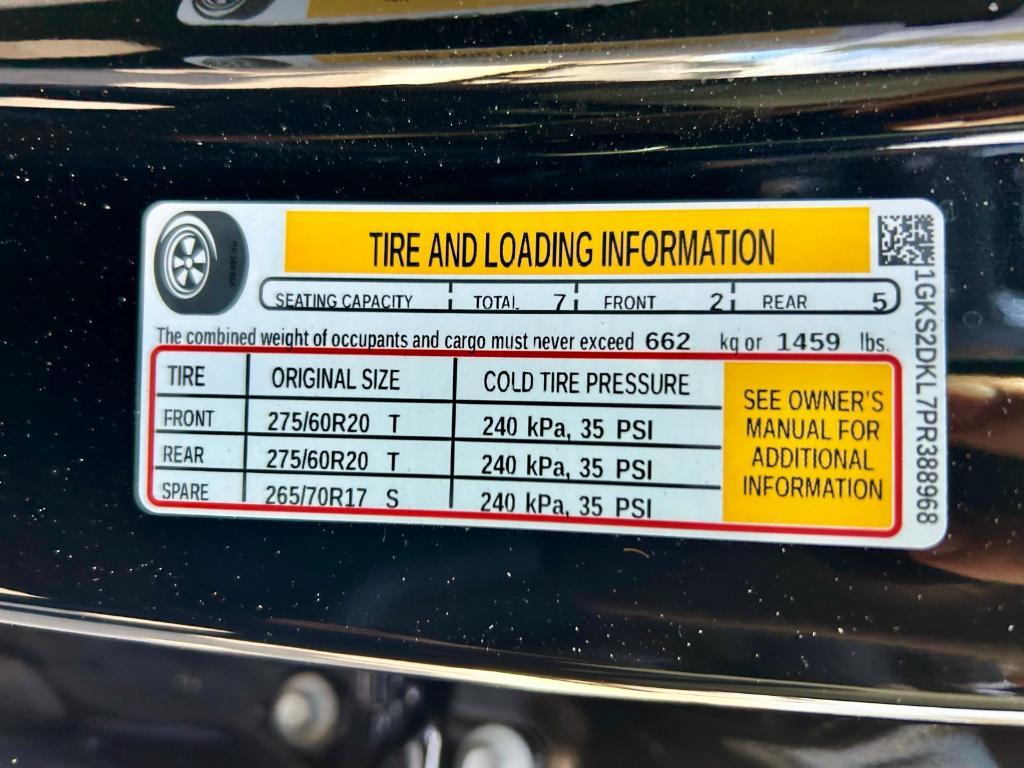 TIRE AND LOADING INFORMATION
SEATING CAPACITY TOTAL 7 FRONT 2 REAR 5
The combined weight of occupants and cargo must never exceed 662 kg or 1459 lbs.
TIRE ORIGINAL SIZE COLD TIRE PRESSURE
FRONT 275/60R20 T 240 kPa, 35 PSI
REAR 275/60R20 T 240 kPa, 35 PSI
SPARE 265/70R17 S 240 kPa, 35 PSI
SEE OWNER'S
MANUAL FOR
ADDITIONAL
INFORMATION
1GKS2DKL7PR388968